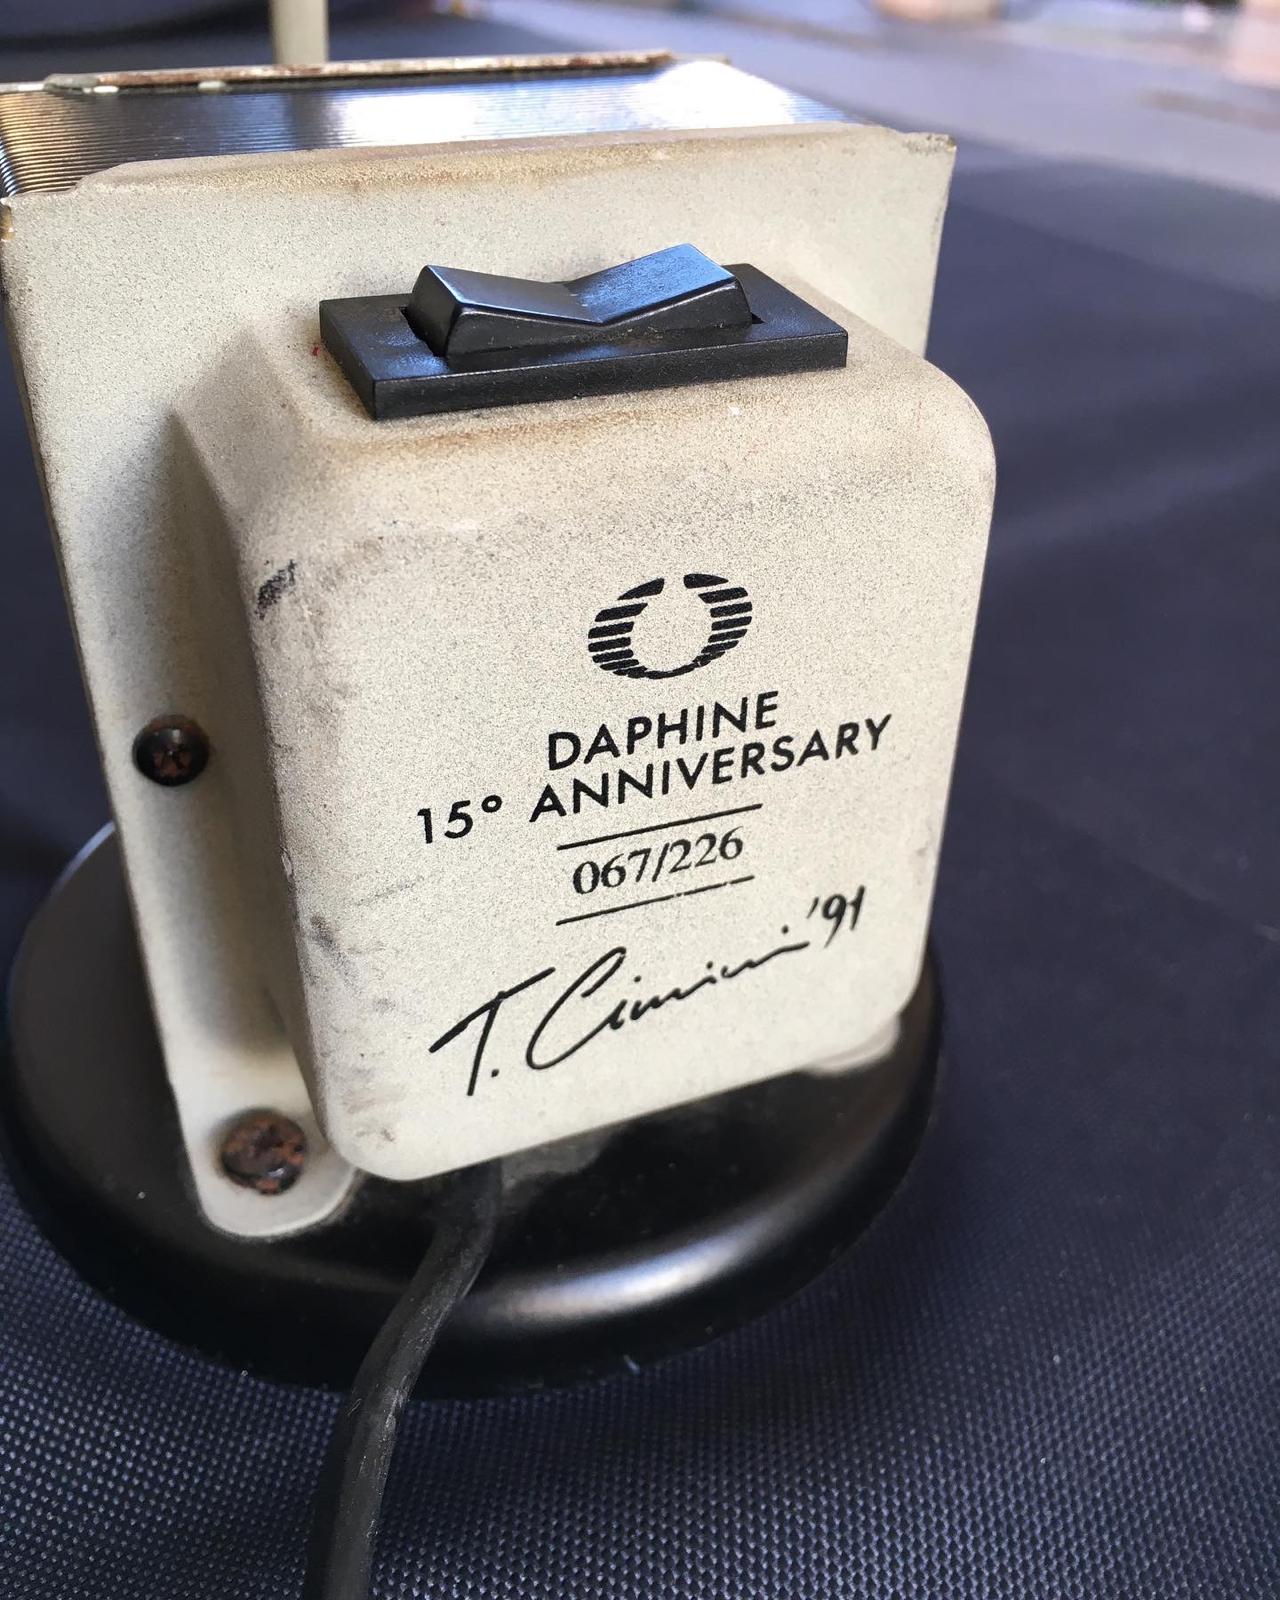 DAPHINE
15° ANNIVERSARY
067/226
T. Cimini '91